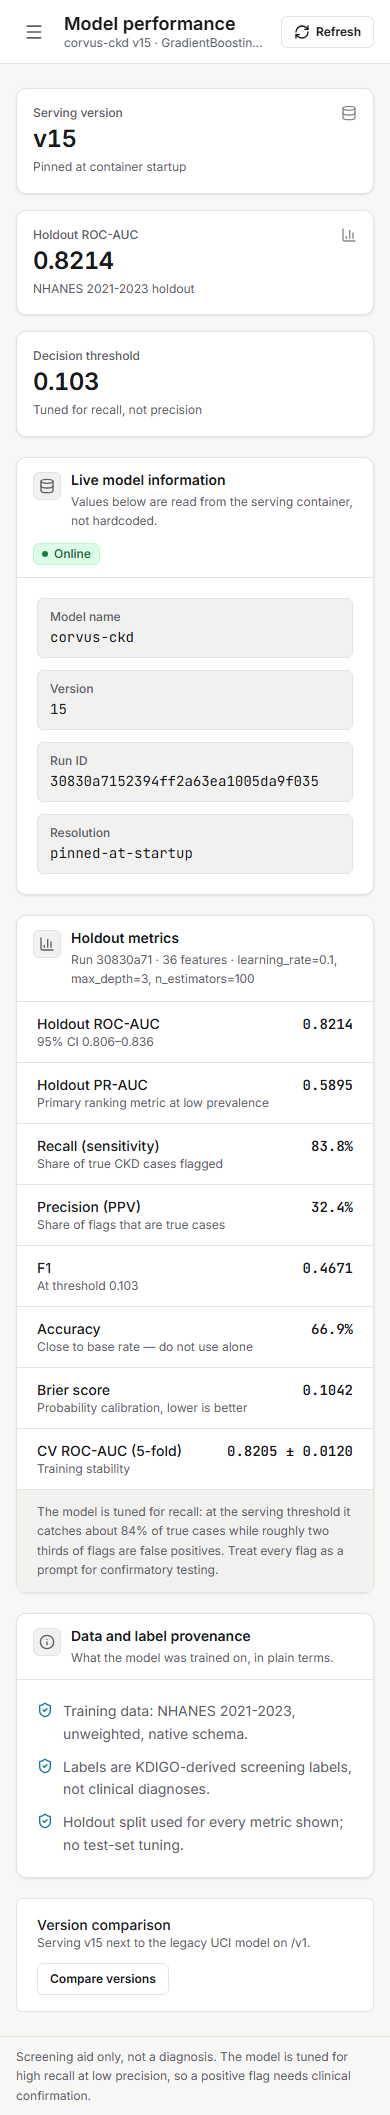 Model performance
corvus-ckd v15 · GradientBoostin...
Refresh
Serving version
v15
Pinned at container startup
Holdout ROC-AUC
0.8214
NHANES 2021-2023 holdout
Decision threshold
0.103
Tuned for recall, not precision
Live model information
Values below are read from the serving container,
not hardcoded.
Online
Model name
corvus-ckd
Version
15
Run ID
30830a7152394ff2a63ea1005da9f035
Resolution
pinned-at-startup
Holdout metrics
Run 30830a71 · 36 features · learning_rate=0.1,
max_depth=3, n_estimators=100
Holdout ROC-AUC 0.8214
95% CI 0.806–0.836
Holdout PR-AUC 0.5895
Primary ranking metric at low prevalence
Recall (sensitivity) 83.8%
Share of true CKD cases flagged
Precision (PPV) 32.4%
Share of flags that are true cases
F1 0.4671
At threshold 0.103
Accuracy 66.9%
Close to base rate — do not use alone
Brier score 0.1042
Probability calibration, lower is better
CV ROC-AUC (5-fold) 0.8205 ± 0.0120
Training stability
The model is tuned for recall: at the serving threshold it
catches about 84% of true cases while roughly two
thirds of flags are false positives. Treat every flag as a
prompt for confirmatory testing.
Data and label provenance
What the model was trained on, in plain terms.
Training data: NHANES 2021-2023,
unweighted, native schema.
Labels are KDIGO-derived screening labels,
not clinical diagnoses.
Holdout split used for every metric shown;
no test-set tuning.
Version comparison
Serving v15 next to the legacy UCI model on /v1.
Compare versions
Screening aid only, not a diagnosis. The model is tuned for
high recall at low precision, so a positive flag needs clinical
confirmation.